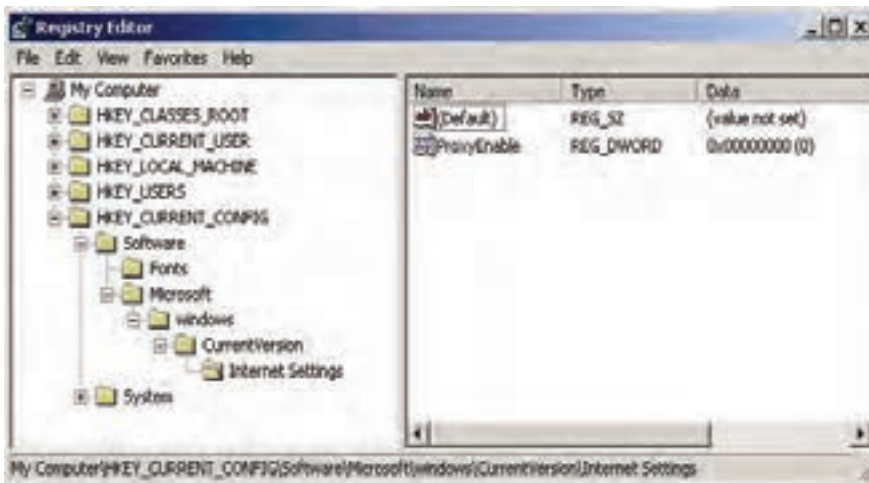 Registry Editor
File Edit View Favorites Help
My Computer
HKEY_CLASSES_ROOT
HKEY_CURRENT_USER
HKEY_LOCAL_MACHINE
HKEY_USERS
HKEY_CURRENT_CONFIG
Software
Fonts
Microsoft
windows
CurrentVersion
Internet Settings
System
Name Type Data
ab (Default) REG_SZ (value not set)
ProxyEnable REG_DWORD 0x00000000 (0)
My Computer\HKEY_CURRENT_CONFIG\Software\Microsoft\windows\CurrentVersion\Internet Settings